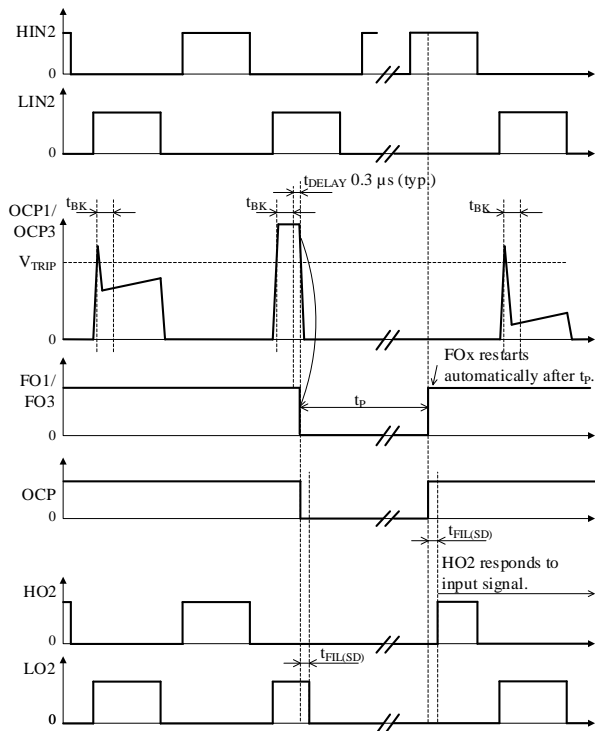 HIN2
0
LIN2
0
tDELAY 0.3 µs (typ.)
OCP1/
OCP3
tBK
tBK
tBK
VTRIP
0
FO1/
FO3
0
tP
FOx restarts
automatically after tP.
OCP
0
tFIL(SD)
HO2 responds to
input signal.
HO2
0
tFIL(SD)
LO2
0